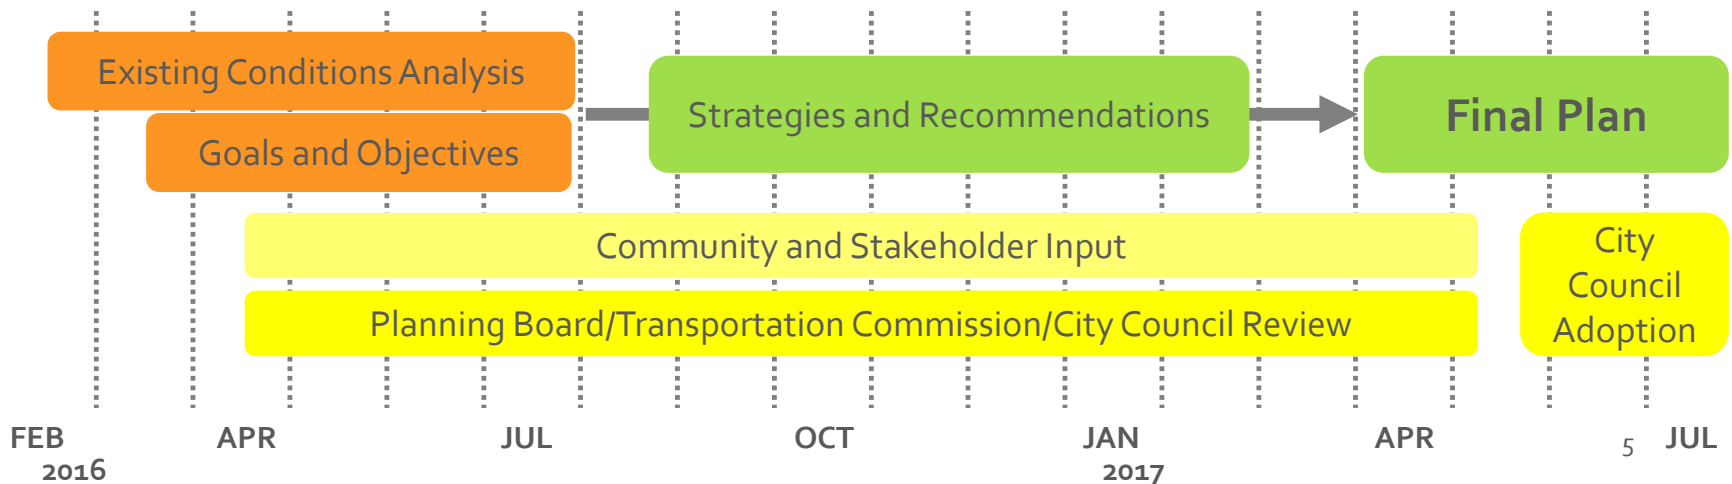 Existing Conditions Analysis
Goals and Objectives
Strategies and Recommendations
Final Plan
Community and Stakeholder Input
Planning Board/Transportation Commission/City Council Review
City
Council
Adoption
FEB APR JUL OCT JAN APR 5 JUL
2016 2017